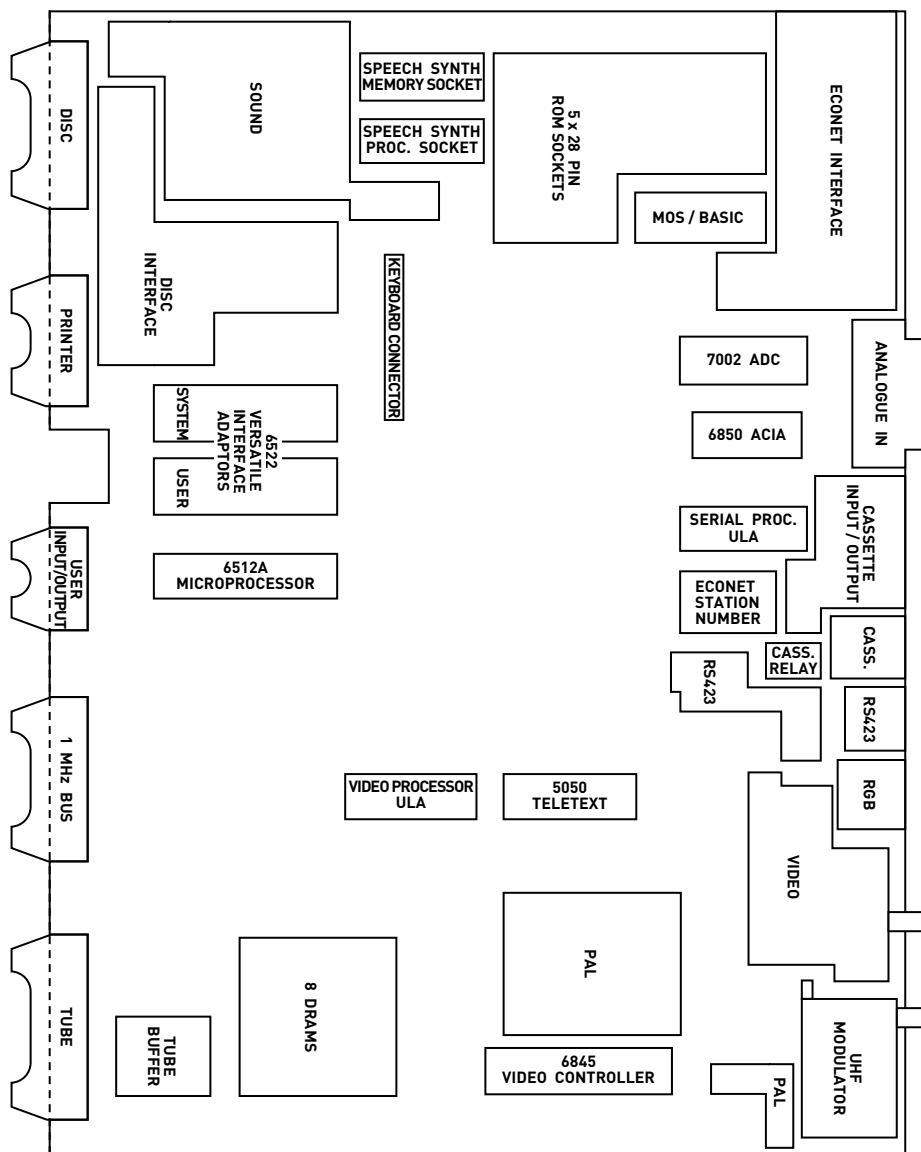 SPEECH SYNTH
MEMORY SOCKET
SPEECH SYNTH
PROC. SOCKET
SOUND
DISC
5 x 28 PIN
ROM SOCKETS
ECONET INTERFACE
MOS / BASIC
DISC
INTERFACE
PRINTER
KEYBOARD CONNECTOR
7002 ADC
ANALOGUE IN
6850 ACIA
SYSTEM
6522
VERSATILE
INTERFACE
ADAPTORS
USER
SERIAL PROC.
ULA
CASSETTE
INPUT / OUTPUT
USER
INPUT/OUTPUT
6512A
MICROPROCESSOR
ECONET
STATION
NUMBER
CASS.
RELAY
CASS.
RS423
RS423
1 MHz BUS
VIDEO PROCESSOR
ULA
5050
TELETEXT
RGB
VIDEO
PAL
TUBE
TUBE
BUFFER
8 DRAMS
6845
VIDEO CONTROLLER
PAL
UHF
MODULATOR